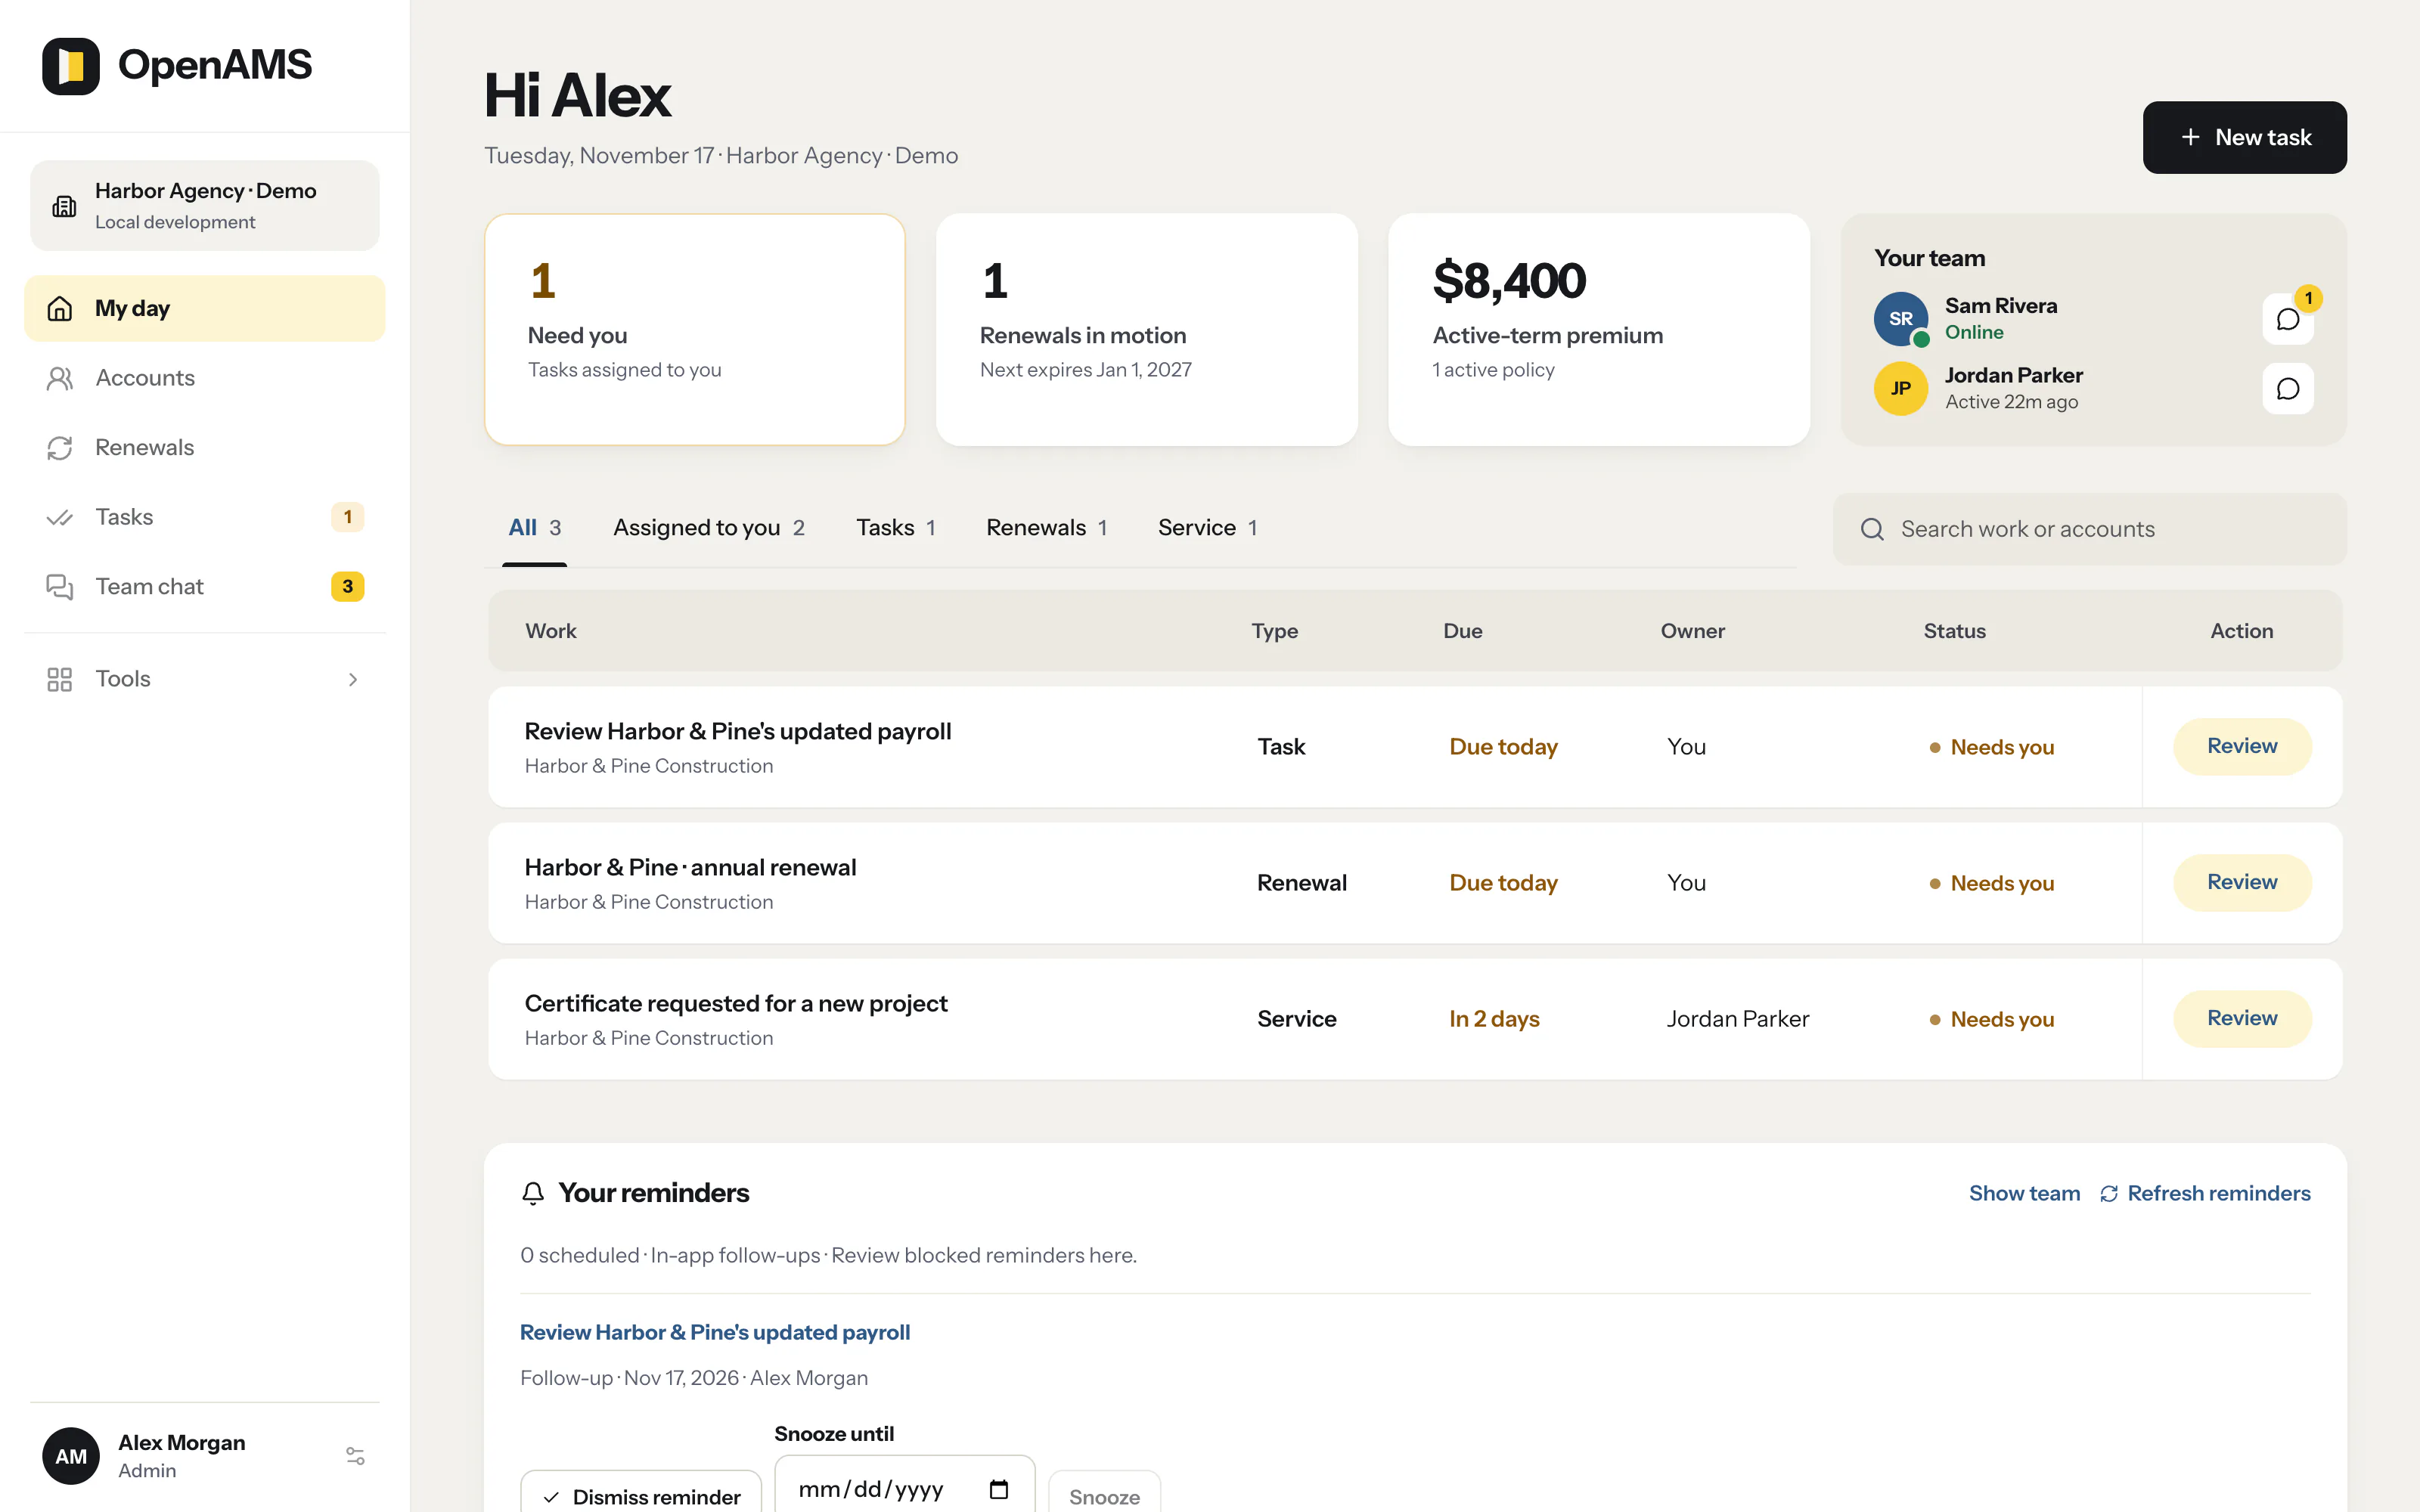 OpenAMS
Harbor Agency · Demo
Local development
My day
Accounts
Renewals
Tasks 1
Team chat 3
Tools
AM
Alex Morgan
Admin
Hi Alex
Tuesday, November 17 · Harbor Agency · Demo
+ New task
1
Need you
Tasks assigned to you
1
Renewals in motion
Next expires Jan 1, 2027
$8,400
Active-term premium
1 active policy
Your team
SR
Sam Rivera
Online
1
JP
Jordan Parker
Active 22m ago
All 3 Assigned to you 2 Tasks 1 Renewals 1 Service 1
Search work or accounts
Work Type Due Owner Status Action
Review Harbor & Pine's updated payroll
Harbor & Pine Construction
Task Due today You Needs you Review
Harbor & Pine · annual renewal
Harbor & Pine Construction
Renewal Due today You Needs you Review
Certificate requested for a new project
Harbor & Pine Construction
Service In 2 days Jordan Parker Needs you Review
Your reminders
Show team Refresh reminders
0 scheduled · In-app follow-ups · Review blocked reminders here.
Review Harbor & Pine's updated payroll
Follow-up · Nov 17, 2026 · Alex Morgan
Snooze until
Dismiss reminder mm/dd/yyyy Snooze